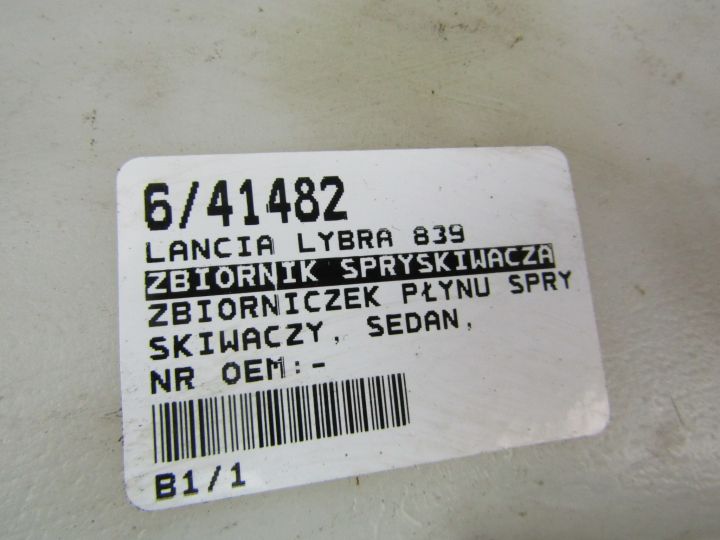 6/41482
LANCIA LYBRA 839
ZBIORNIK SPRYSKIWACZA
ZBIORNICZEK PŁYNU SPRY
SKIWACZY, SEDAN,
NR OEM:-
B1/1